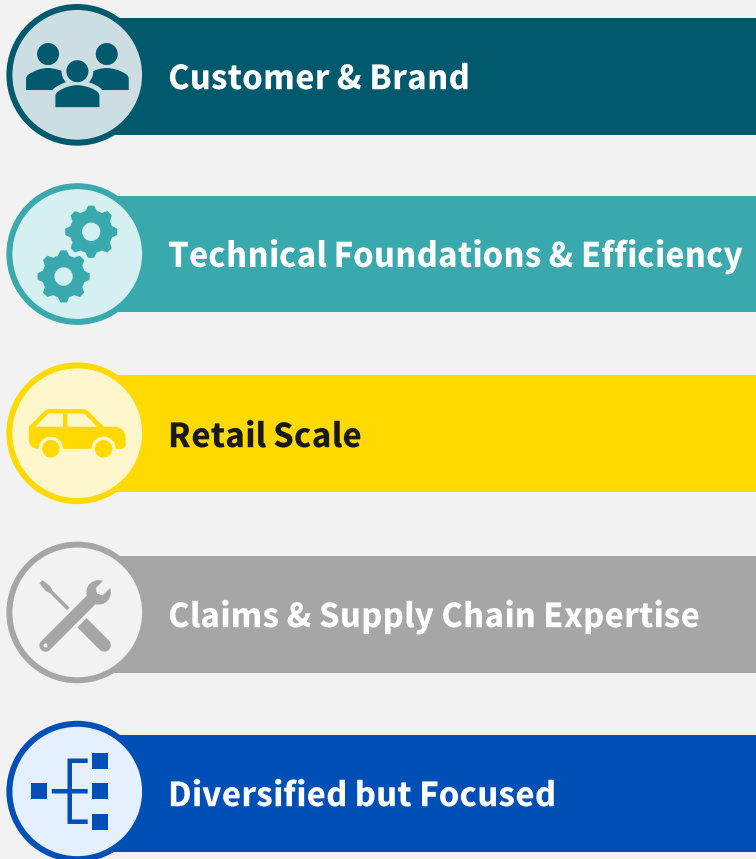 Customer & Brand
Technical Foundations & Efficiency
Retail Scale
Claims & Supply Chain Expertise
Diversified but Focused